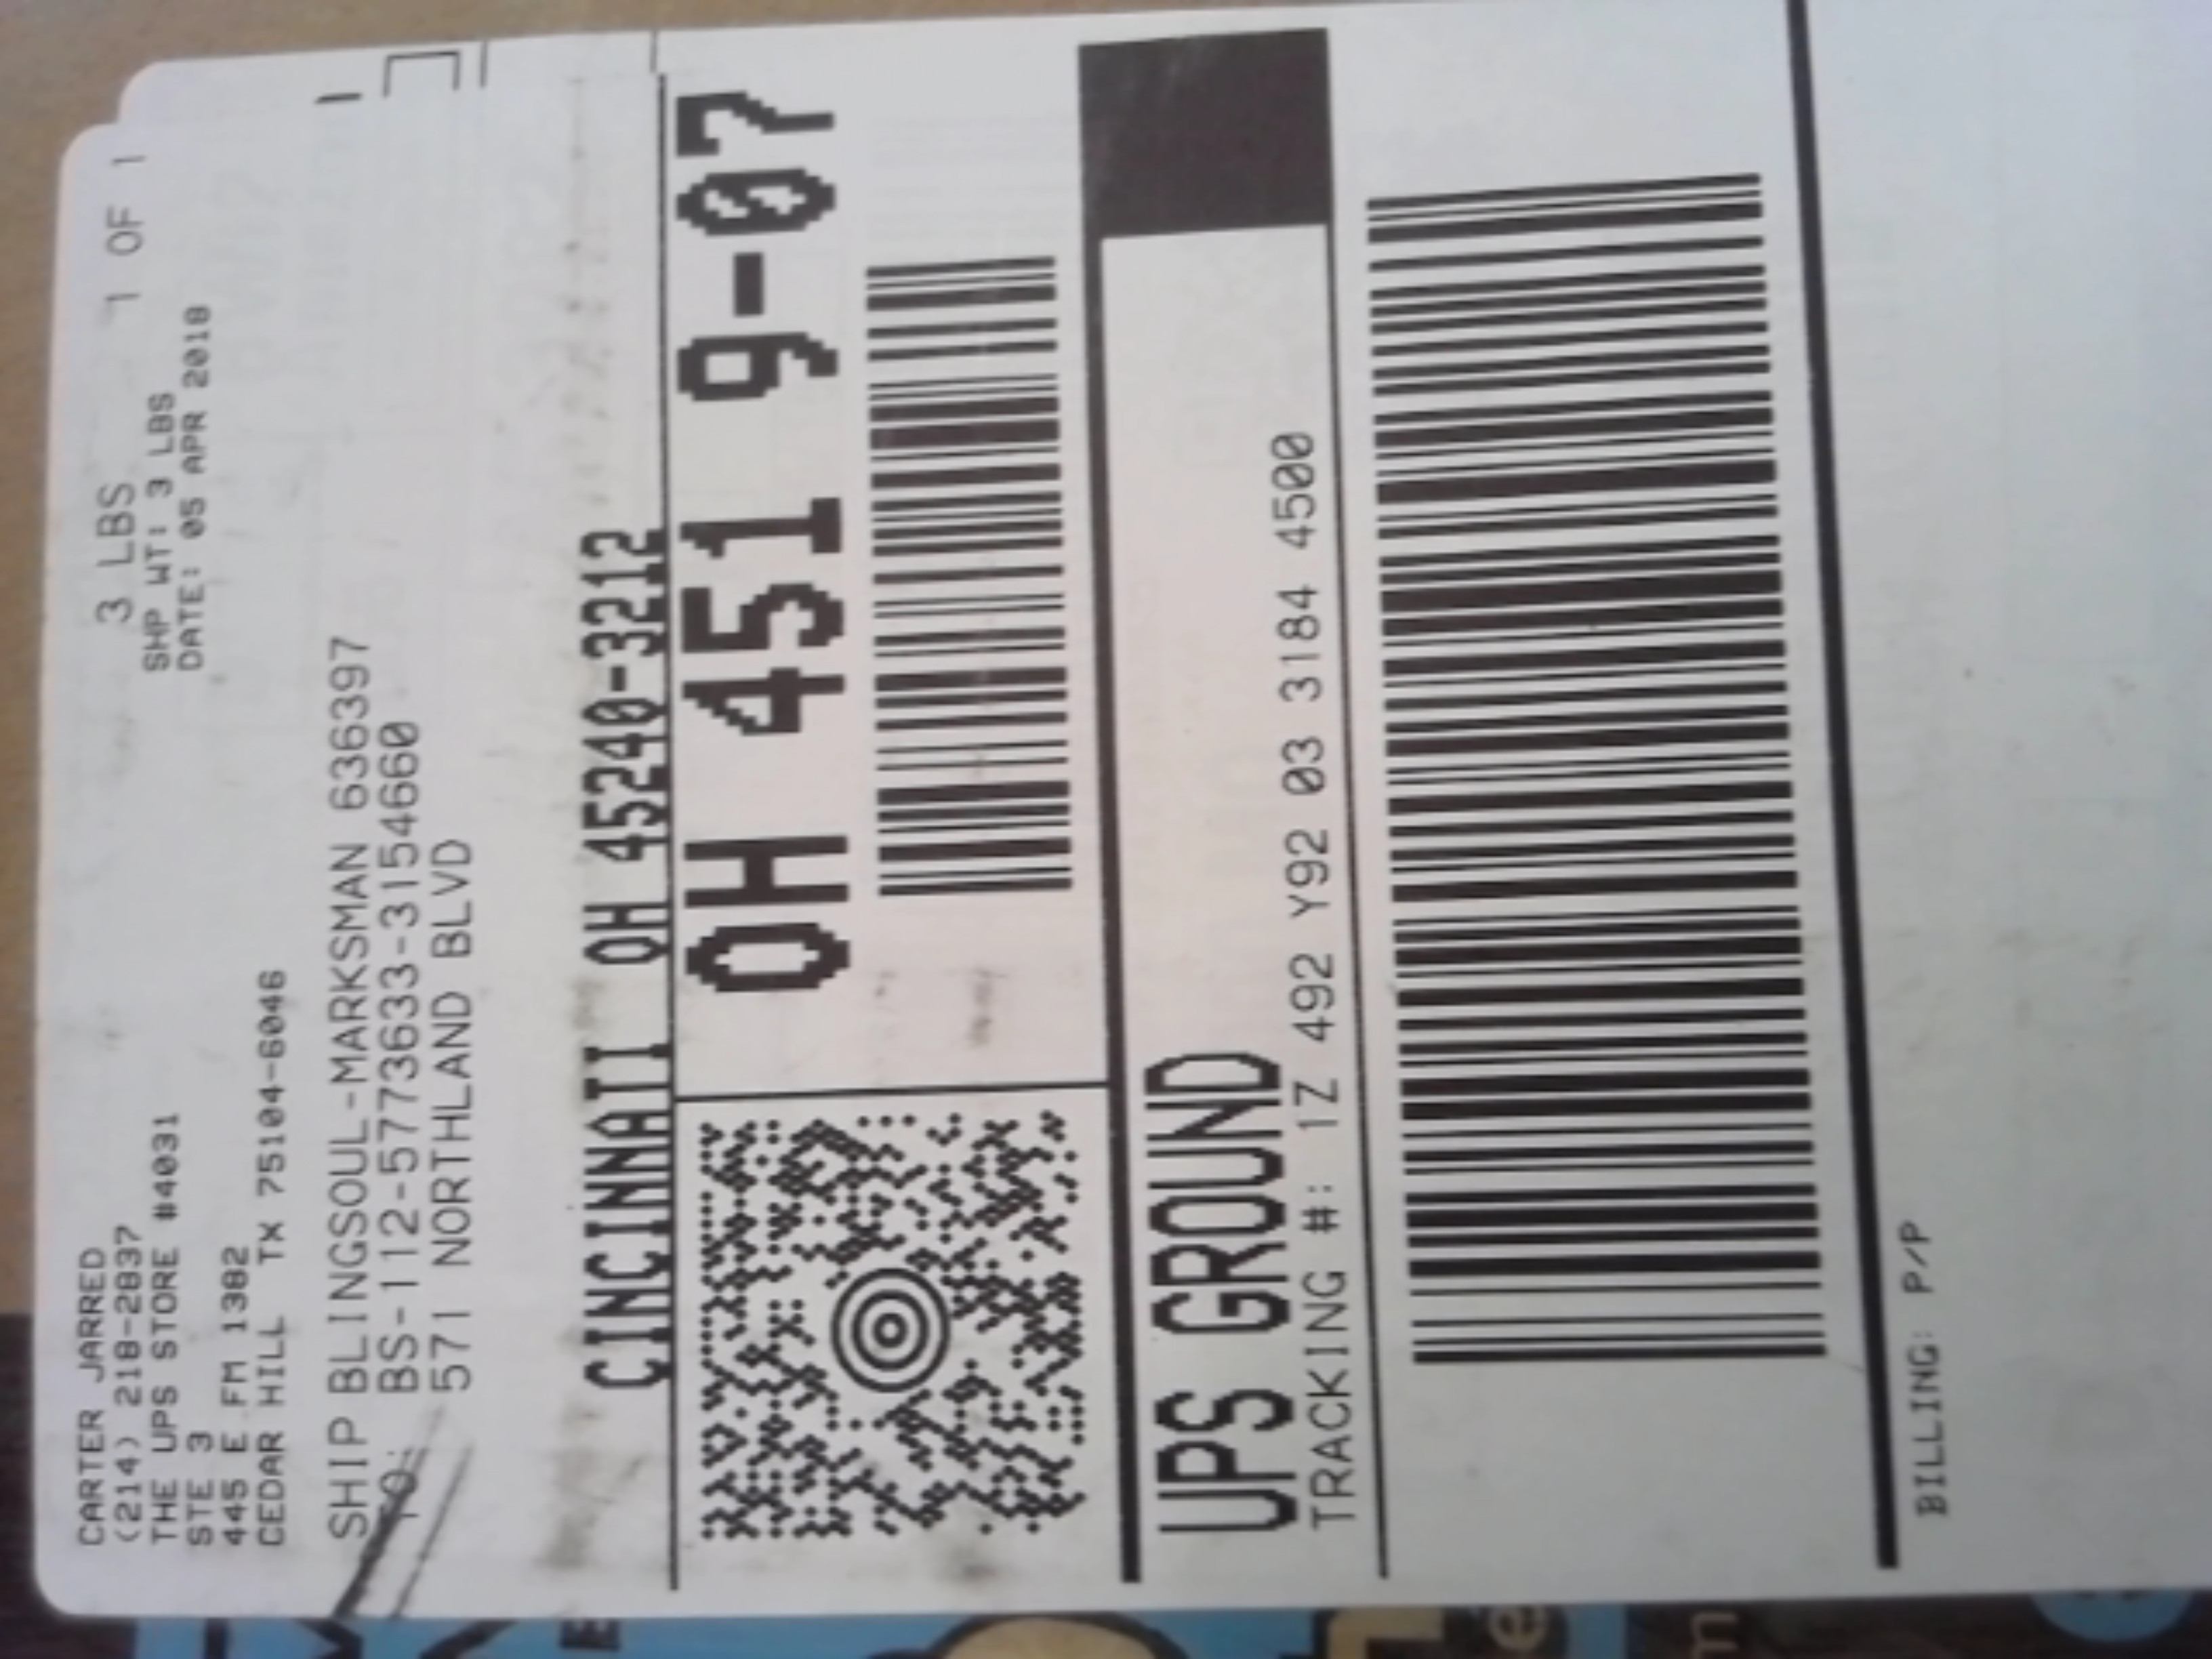 CARTER JARRED
(214) 218-2837
THE UPS STORE #4031
STE 3
445 E FM 1382
CEDAR HILL TX 75104-6046
3 LBS 1 OF 1
SHP WT: 3 LBS
DATE: 05 APR 2018
SHIP BLINGSOUL-MARKSMAN 636397
TO: BS-112-5773633-3154660
571 NORTHLAND BLVD
CINCINNATI OH 45240-3212
OH 451 9-07
UPS GROUND
TRACKING #: 1Z 492 Y92 03 3184 4500
BILLING: P/P